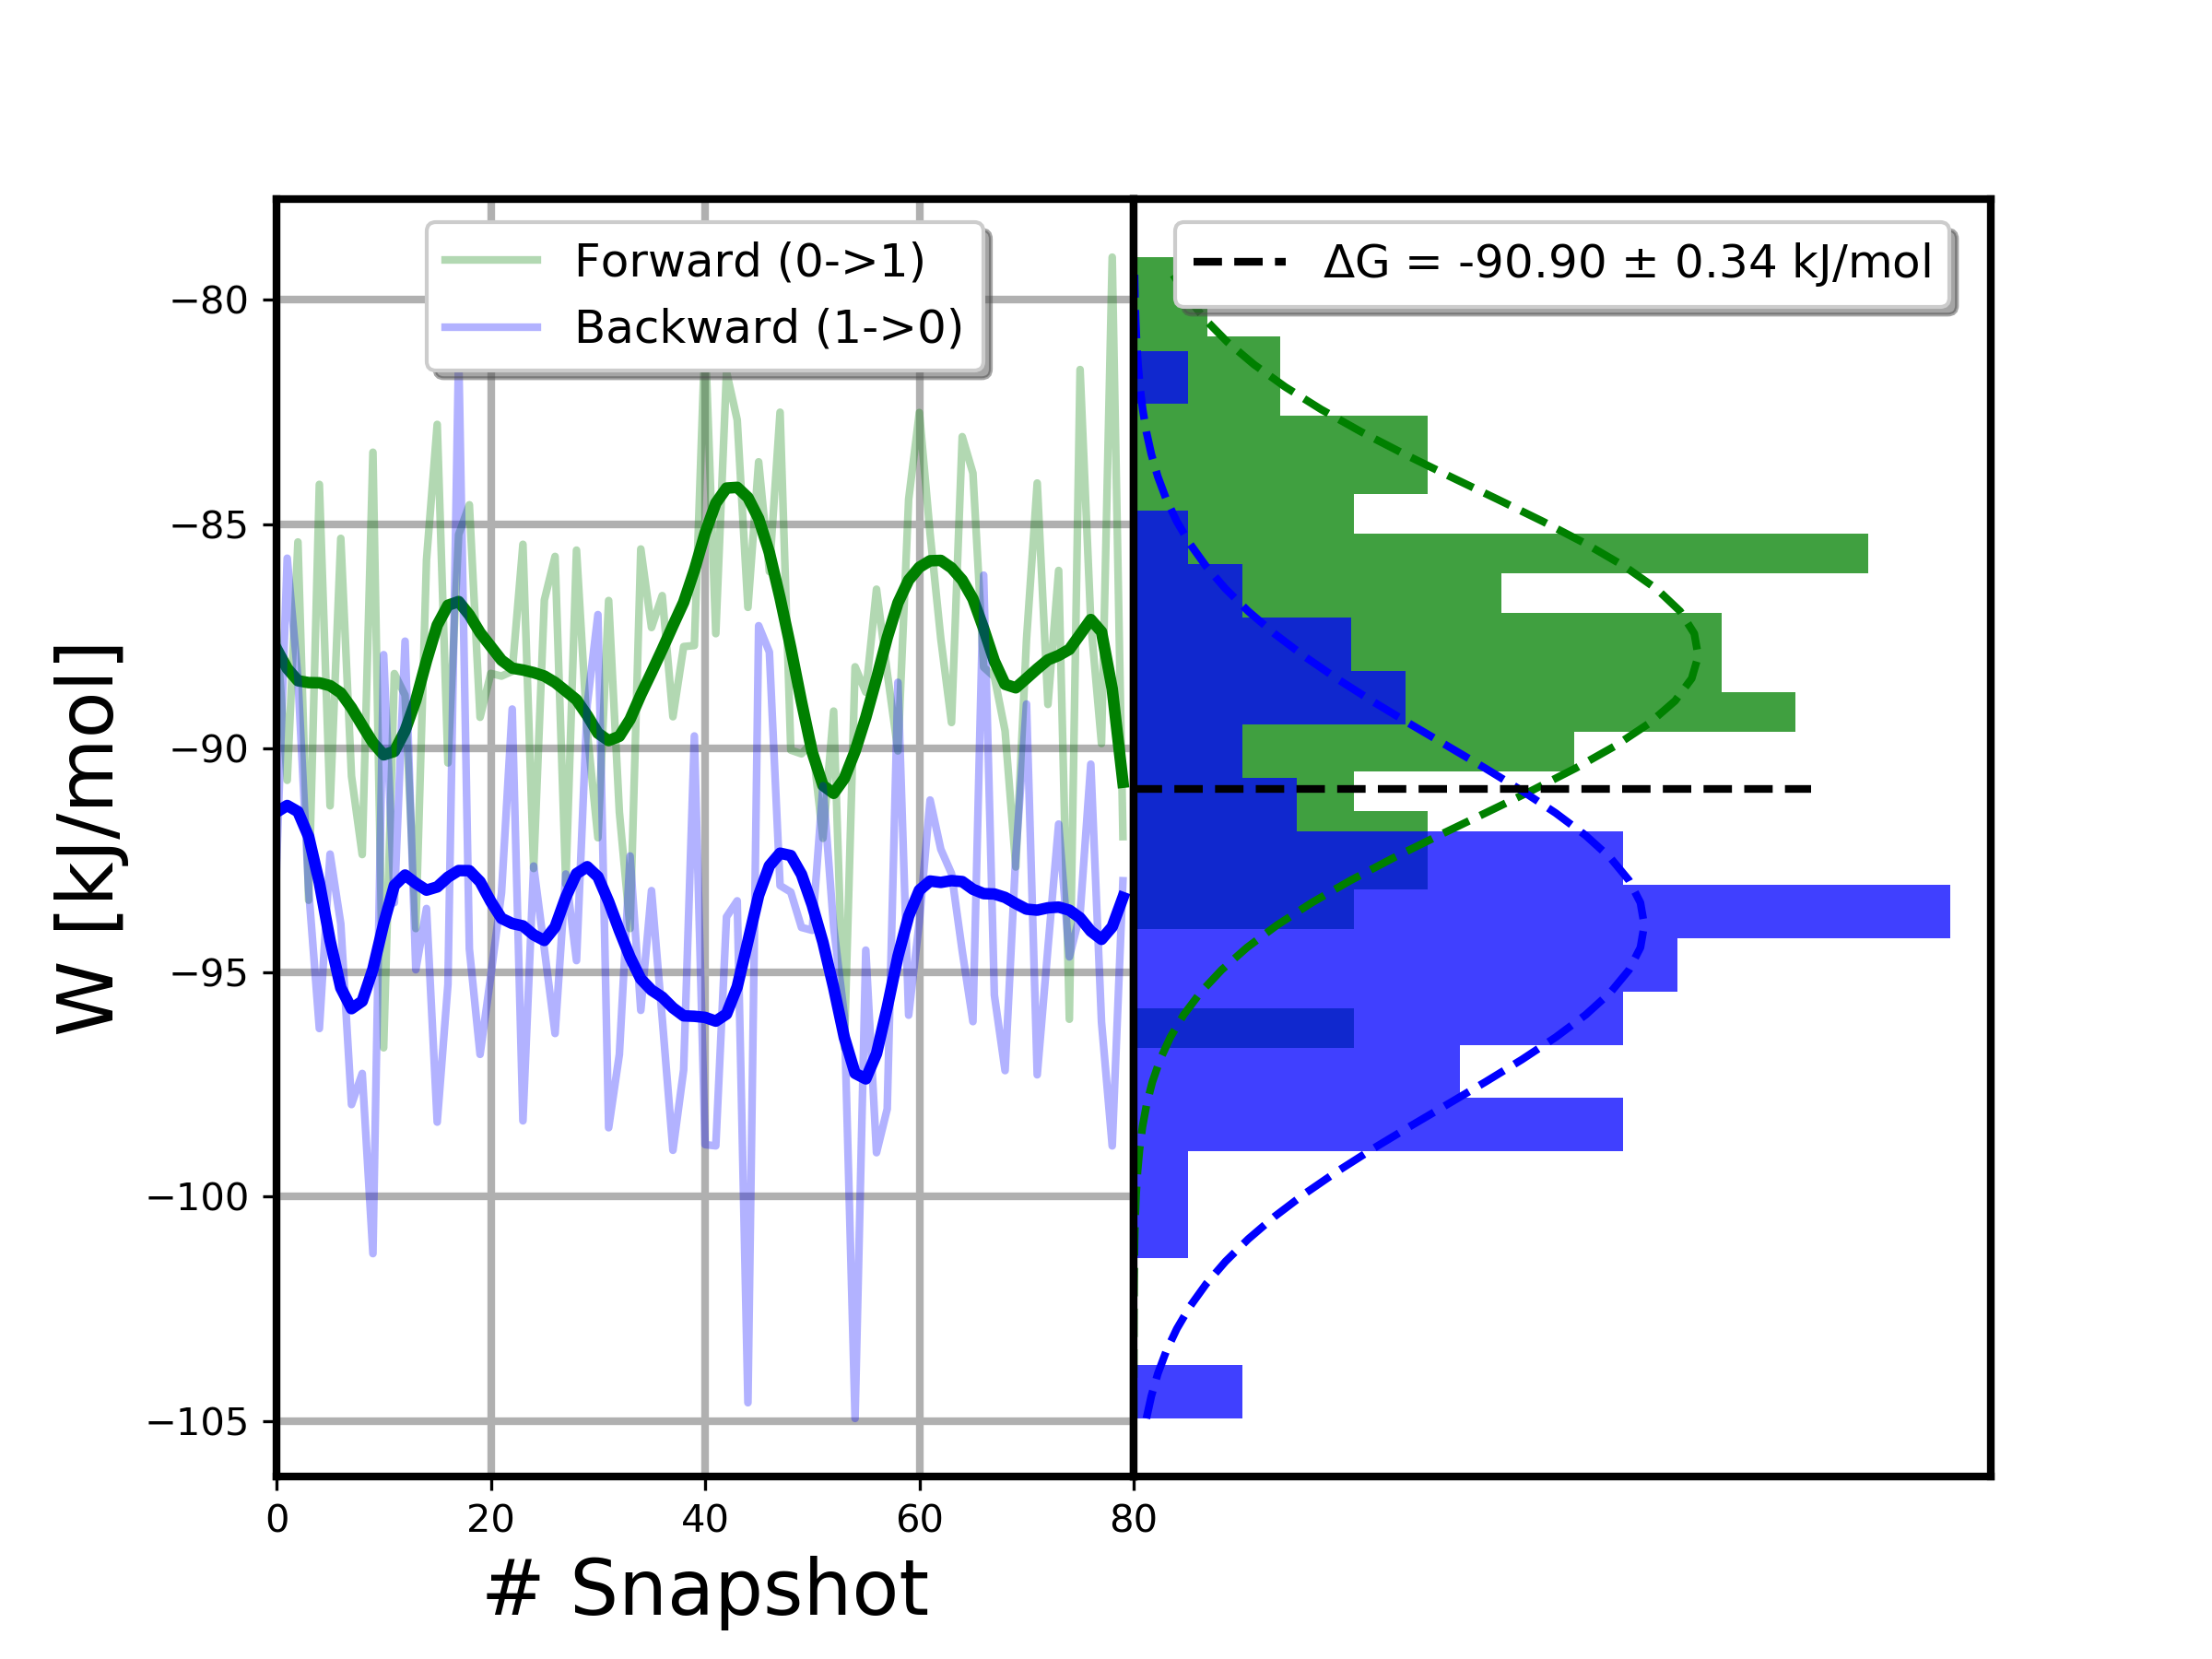 Forward (0->1)
Backward (1->0)
ΔG = -90.90 ± 0.34 kJ/mol
−80
−85
−90
−95
−100
−105
W [kJ/mol]
0 20 40 60 80
# Snapshot